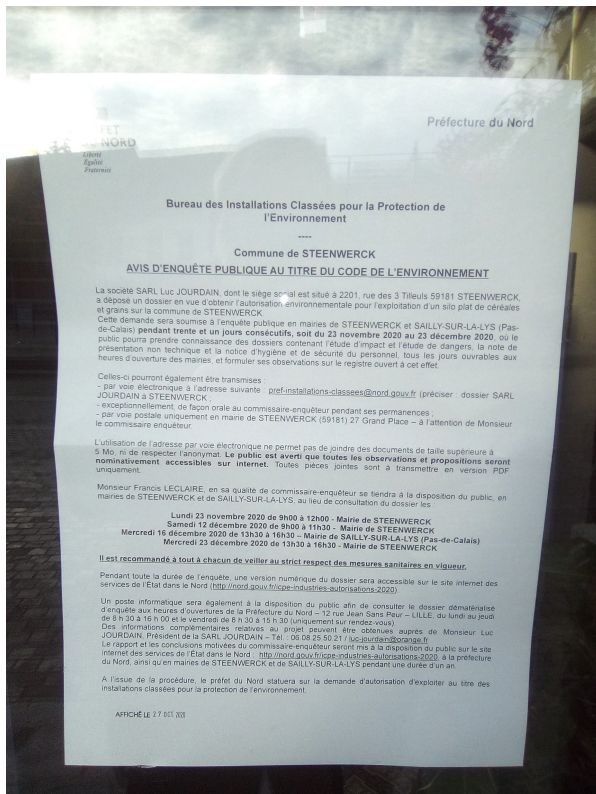 Préfecture du Nord
DU NORD
Liberté
Égalité
Fraternité
Bureau des Installations Classées pour la Protection de
l'Environnement
----
Commune de STEENWERCK
AVIS D'ENQUÊTE PUBLIQUE AU TITRE DU CODE DE L'ENVIRONNEMENT
La société SARL Luc JOURDAIN, dont le siège social est situé à 2201, rue des 3 Tilleuls 59181 STEENWERCK,
a déposé un dossier en vue d'obtenir l'autorisation environnementale pour l'exploitation d'un silo plat de céréales
et grains sur la commune de STEENWERCK.
Cette demande sera soumise à l'enquête publique en mairies de STEENWERCK et SAILLY-SUR-LA-LYS (Pas-
de-Calais) pendant trente et un jours consécutifs, soit du 23 novembre 2020 au 23 décembre 2020, où le
public pourra prendre connaissance des dossiers contenant l'étude d'impact et l'étude de dangers, la note de
présentation non technique et la notice d'hygiène et de sécurité du personnel, tous les jours ouvrables aux
heures d'ouverture des mairies, et formuler ses observations sur le registre ouvert à cet effet.
Celles-ci pourront également être transmises :
- par voie électronique à l'adresse suivante : pref-installations-classees@nord.gouv.fr (préciser : dossier SARL
JOURDAIN à STEENWERCK ;
- exceptionnellement, de façon orale au commissaire-enquêteur pendant ses permanences ;
- par voie postale uniquement en mairie de STEENWERCK (59181) 27 Grand Place – à l'attention de Monsieur
le commissaire enquêteur.
L'utilisation de l'adresse par voie électronique ne permet pas de joindre des documents de taille supérieure à
5 Mo, ni de respecter l'anonymat. Le public est averti que toutes les observations et propositions seront
nominativement accessibles sur internet. Toutes pièces jointes sont à transmettre en version PDF
uniquement.
Monsieur Francis LECLAIRE, en sa qualité de commissaire-enquêteur se tiendra à la disposition du public, en
mairies de STEENWERCK et de SAILLY-SUR-LA-LYS, au lieu de consultation du dossier les :
Lundi 23 novembre 2020 de 9h00 à 12h00 - Mairie de STEENWERCK
Samedi 12 décembre 2020 de 9h00 à 11h30 - Mairie de STEENWERCK
Mercredi 16 décembre 2020 de 13h30 à 16h30 – Mairie de SAILLY-SUR-LA-LYS (Pas-de-Calais)
Mercredi 23 décembre 2020 de 13h30 à 16h30 - Mairie de STEENWERCK
Il est recommandé à tout à chacun de veiller au strict respect des mesures sanitaires en vigueur.
Pendant toute la durée de l'enquête, une version numérique du dossier sera accessible sur le site internet des
services de l'État dans le Nord (http://nord.gouv.fr/icpe-industries-autorisations-2020).
Un poste informatique sera également à la disposition du public afin de consulter le dossier dématérialisé
d'enquête aux heures d'ouvertures de la Préfecture du Nord – 12 rue Jean Sans Peur – LILLE, du lundi au jeudi
de 8 h 30 à 16 h 00 et le vendredi de 8 h 30 à 15 h 30 (uniquement sur rendez-vous).
Des informations complémentaires relatives au projet peuvent être obtenues auprès de Monsieur Luc
JOURDAIN, Président de la SARL JOURDAIN – Tél. : 06.08.25.50.21 / luc-jourdain@orange.fr
Le rapport et les conclusions motivées du commissaire-enquêteur seront mis à la disposition du public sur le site
internet des services de l'État dans le Nord : http://nord.gouv.fr/icpe-industries-autorisations-2020, à la préfecture
du Nord, ainsi qu'en mairies de STEENWERCK et de SAILLY-SUR-LA-LYS pendant une durée d'un an.
A l'issue de la procédure, le préfet du Nord statuera sur la demande d'autorisation d'exploiter au titre des
installations classées pour la protection de l'environnement.
AFFICHÉ LE 27 OCT 2020